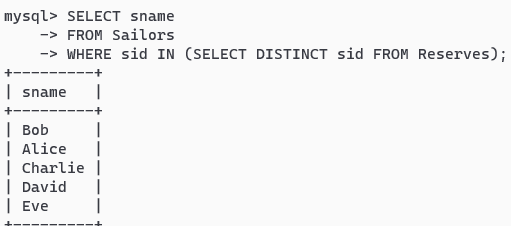 mysql> SELECT sname
    -> FROM Sailors
    -> WHERE sid IN (SELECT DISTINCT sid FROM Reserves);
+---------+
| sname   |
+---------+
| Bob     |
| Alice   |
| Charlie |
| David   |
| Eve     |
+---------+